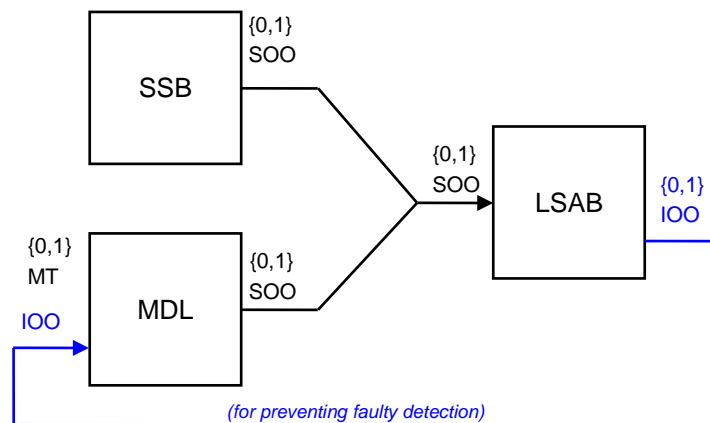 {0,1}
SOO
SSB
{0,1}
SOO
LSAB
{0,1}
IOO
{0,1}
MT
IOO
MDL
{0,1}
SOO
(for preventing faulty detection)